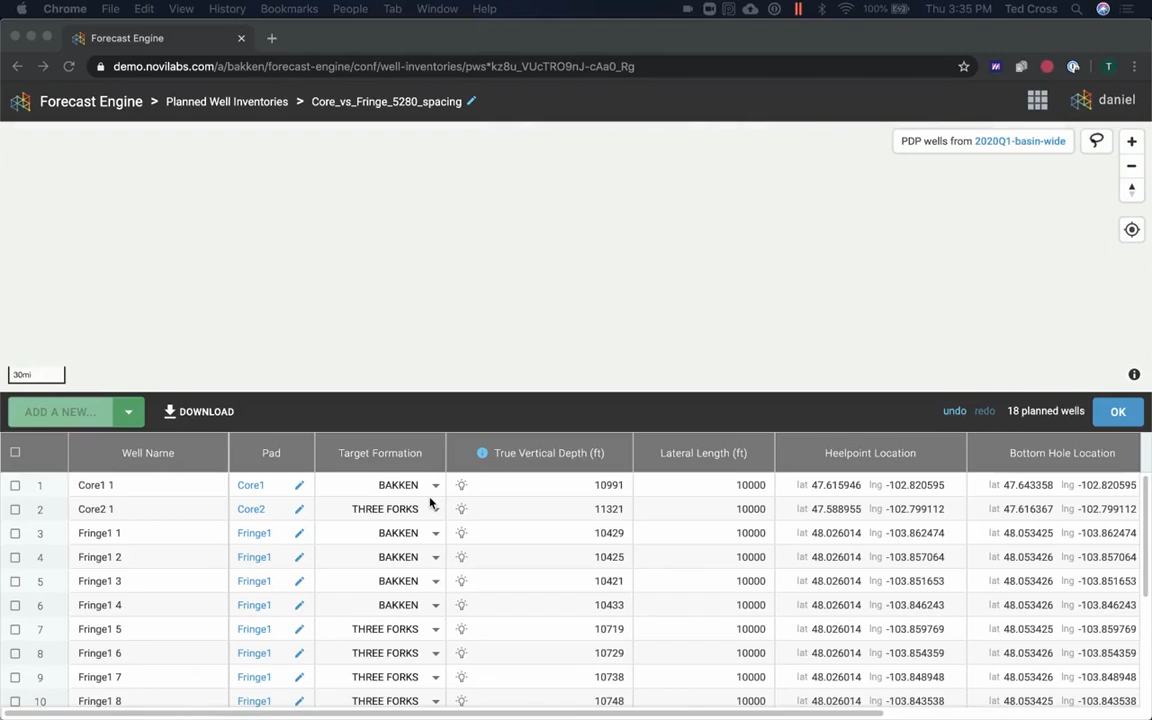 Chrome File Edit View History Bookmarks People Tab Window Help 100% Thu 3:35 PM Ted Cross
Forecast Engine
demo.novilabs.com/a/bakken/forecast-engine/conf/well-inventories/pws*kz8u_VUcTRO9nJ-cAa0_Rg T
Forecast Engine > Planned Well Inventories > Core_vs_Fringe_5280_spacing daniel
PDP wells from 2020Q1-basin-wide
30mi
ADD A NEW... DOWNLOAD undo redo 18 planned wells OK
Well Name Pad Target Formation True Vertical Depth (ft) Lateral Length (ft) Heelpoint Location Bottom Hole Location
1 Core1 1 Core1 BAKKEN 10991 10000 lat 47.615946 lng -102.820595 lat 47.643358 lng -102.820595
2 Core2 1 Core2 THREE FORKS 11321 10000 lat 47.588955 lng -102.799112 lat 47.616367 lng -102.799112
3 Fringe1 1 Fringe1 BAKKEN 10429 10000 lat 48.026014 lng -103.862474 lat 48.053425 lng -103.862474
4 Fringe1 2 Fringe1 BAKKEN 10425 10000 lat 48.026014 lng -103.857064 lat 48.053426 lng -103.857064
5 Fringe1 3 Fringe1 BAKKEN 10421 10000 lat 48.026014 lng -103.851653 lat 48.053426 lng -103.851653
6 Fringe1 4 Fringe1 BAKKEN 10433 10000 lat 48.026014 lng -103.846243 lat 48.053426 lng -103.846243
7 Fringe1 5 Fringe1 THREE FORKS 10719 10000 lat 48.026014 lng -103.859769 lat 48.053425 lng -103.859769
8 Fringe1 6 Fringe1 THREE FORKS 10729 10000 lat 48.026014 lng -103.854359 lat 48.053426 lng -103.854359
9 Fringe1 7 Fringe1 THREE FORKS 10738 10000 lat 48.026014 lng -103.848948 lat 48.053426 lng -103.848948
10 Fringe1 8 Fringe1 THREE FORKS 10748 10000 lat 48.026014 lng -103.843538 lat 48.053426 lng -103.843538